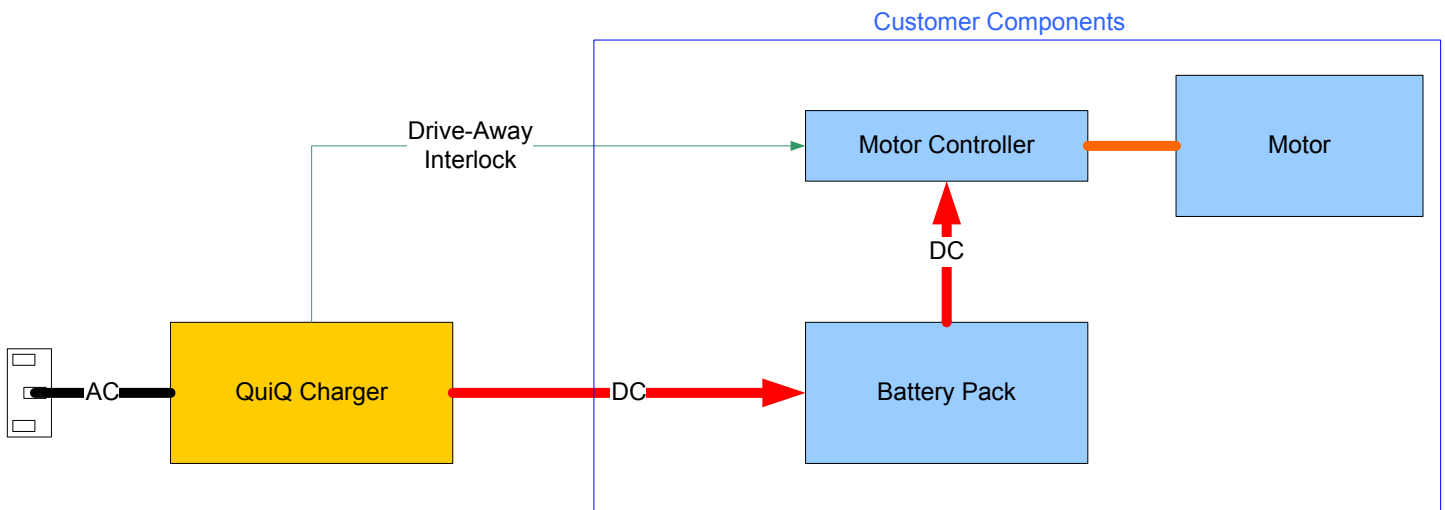 Customer Components
Drive-Away
Interlock
Motor Controller
Motor
DC
AC
QuiQ Charger
DC
Battery Pack